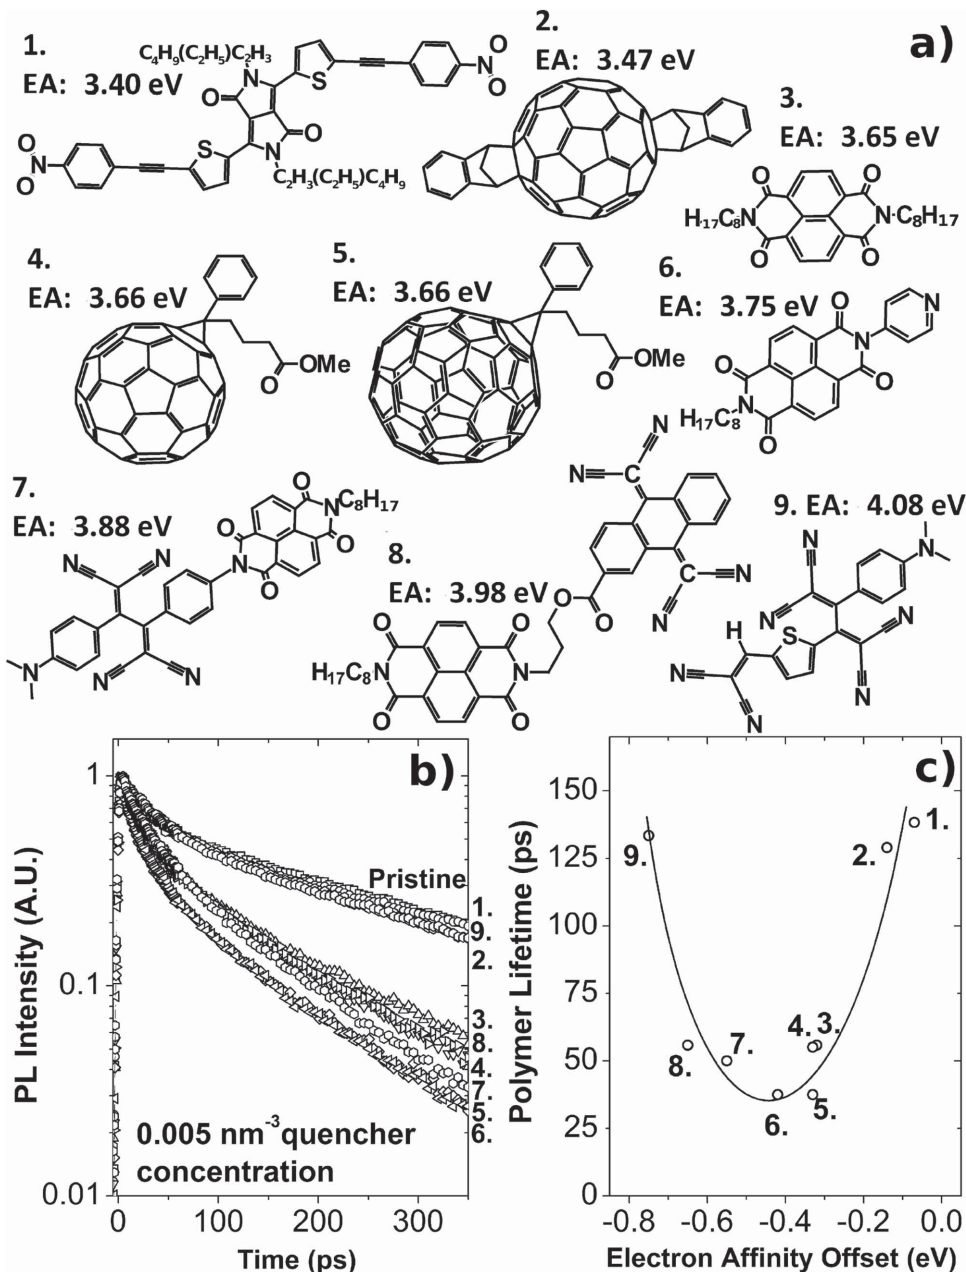 a)
1.
EA: 3.40 eV
C₄H₉(C₂H₅)C₂H₃
N
O
O
S
N
O
O
N
O
O
S
N
C₂H₃(C₂H₅)C₄H₉
2.
EA: 3.47 eV
3.
EA: 3.65 eV
O
O
H₁₇C₈
N
N
C₈H₁₇
O
O
4.
EA: 3.66 eV
O
OMe
5.
EA: 3.66 eV
O
OMe
6.
EA: 3.75 eV
N
O
N
O
O
N
H₁₇C₈
O
7.
EA: 3.88 eV
C₈H₁₇
O
N
O
O
N
O
N
N
N
N
N
8.
EA: 3.98 eV
N
N
C
C
N
N
O
O
O
O
H₁₇C₈
N
N
O
O
9. EA: 4.08 eV
N
N
N
H
S
N
N
N
N
b)
1
0.1
0.01
PL Intensity (A.U.)
Pristine
1.
9.
2.
3.
8.
4.
7.
5.
6.
0.005 nm⁻³quencher
concentration
0
100
200
300
Time (ps)
c)
150
125
100
75
50
25
0
Polymer Lifetime (ps)
1.
2.
9.
4.
3.
7.
8.
5.
6.
-0.8
-0.6
-0.4
-0.2
0.0
Electron Affinity Offset (eV)